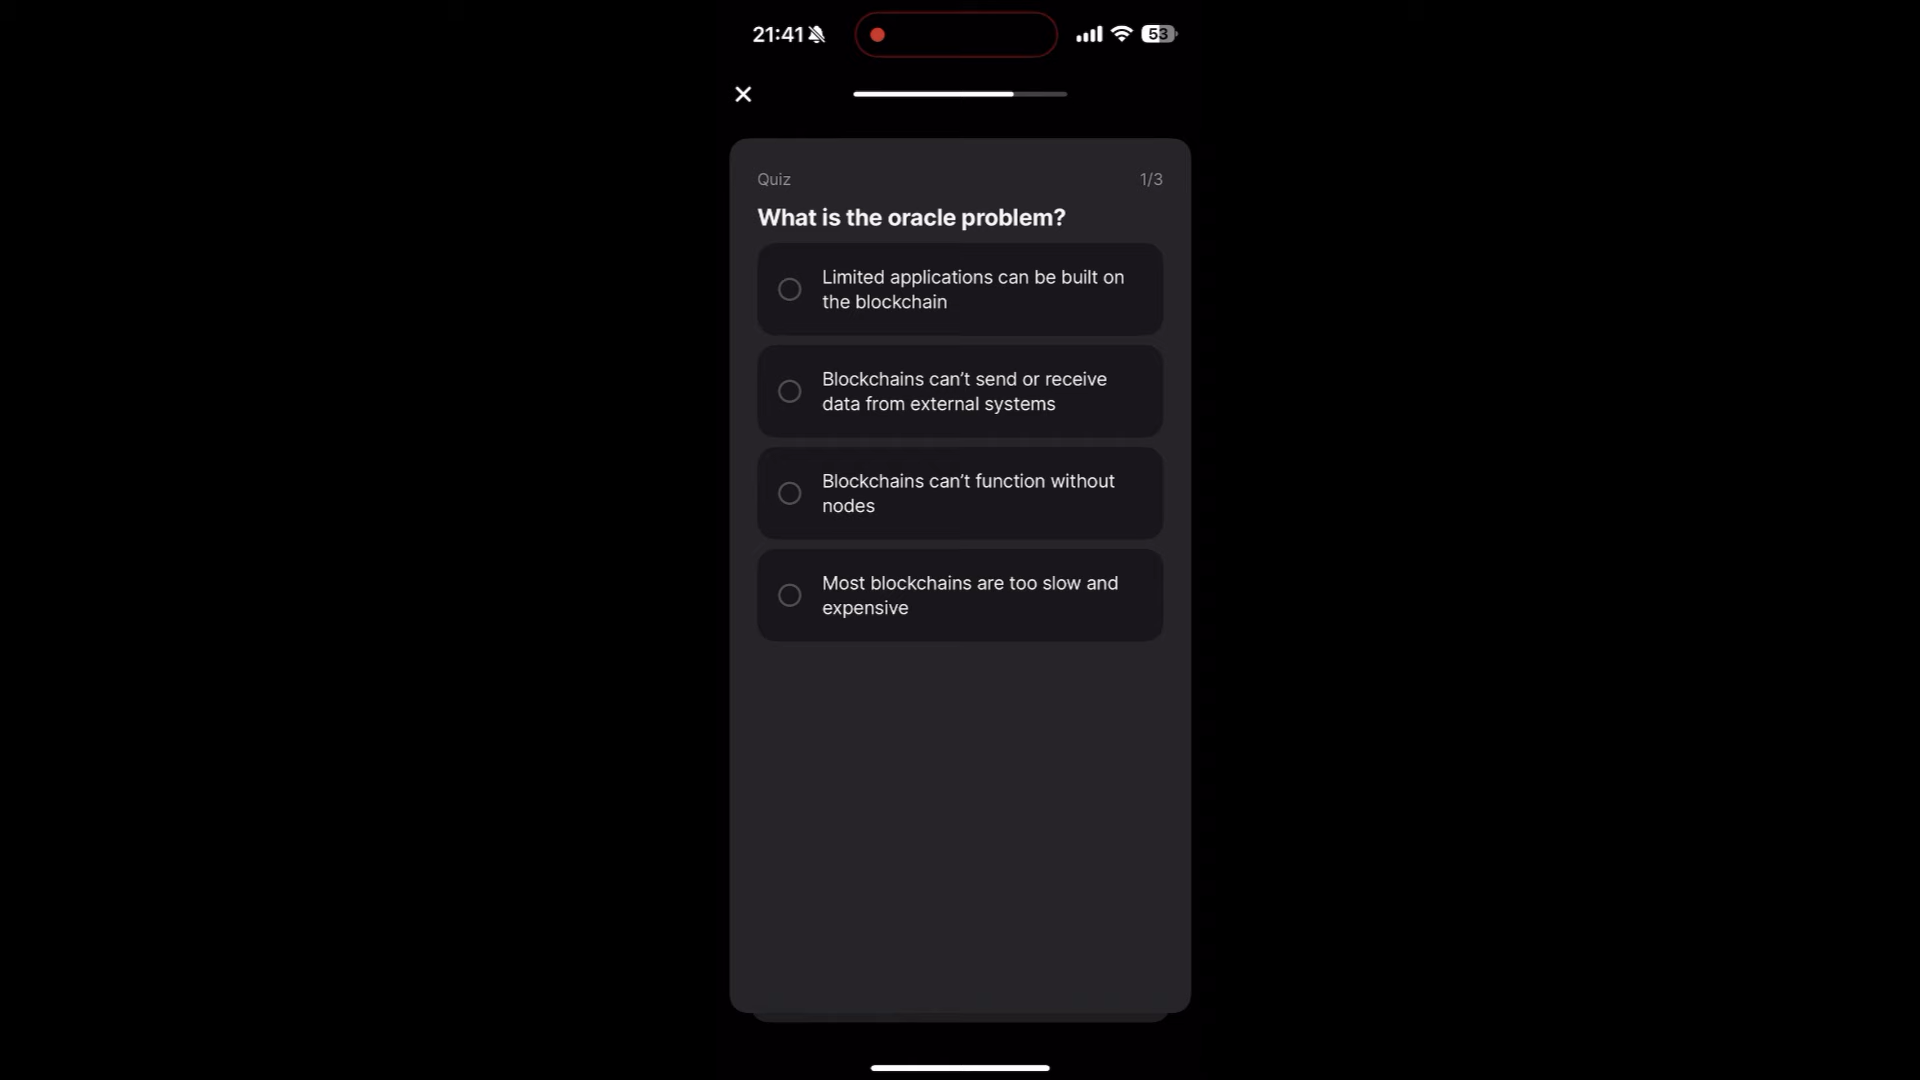 21:41
53
Quiz
1/3
What is the oracle problem?
Limited applications can be built on
the blockchain
Blockchains can’t send or receive
data from external systems
Blockchains can’t function without
nodes
Most blockchains are too slow and
expensive